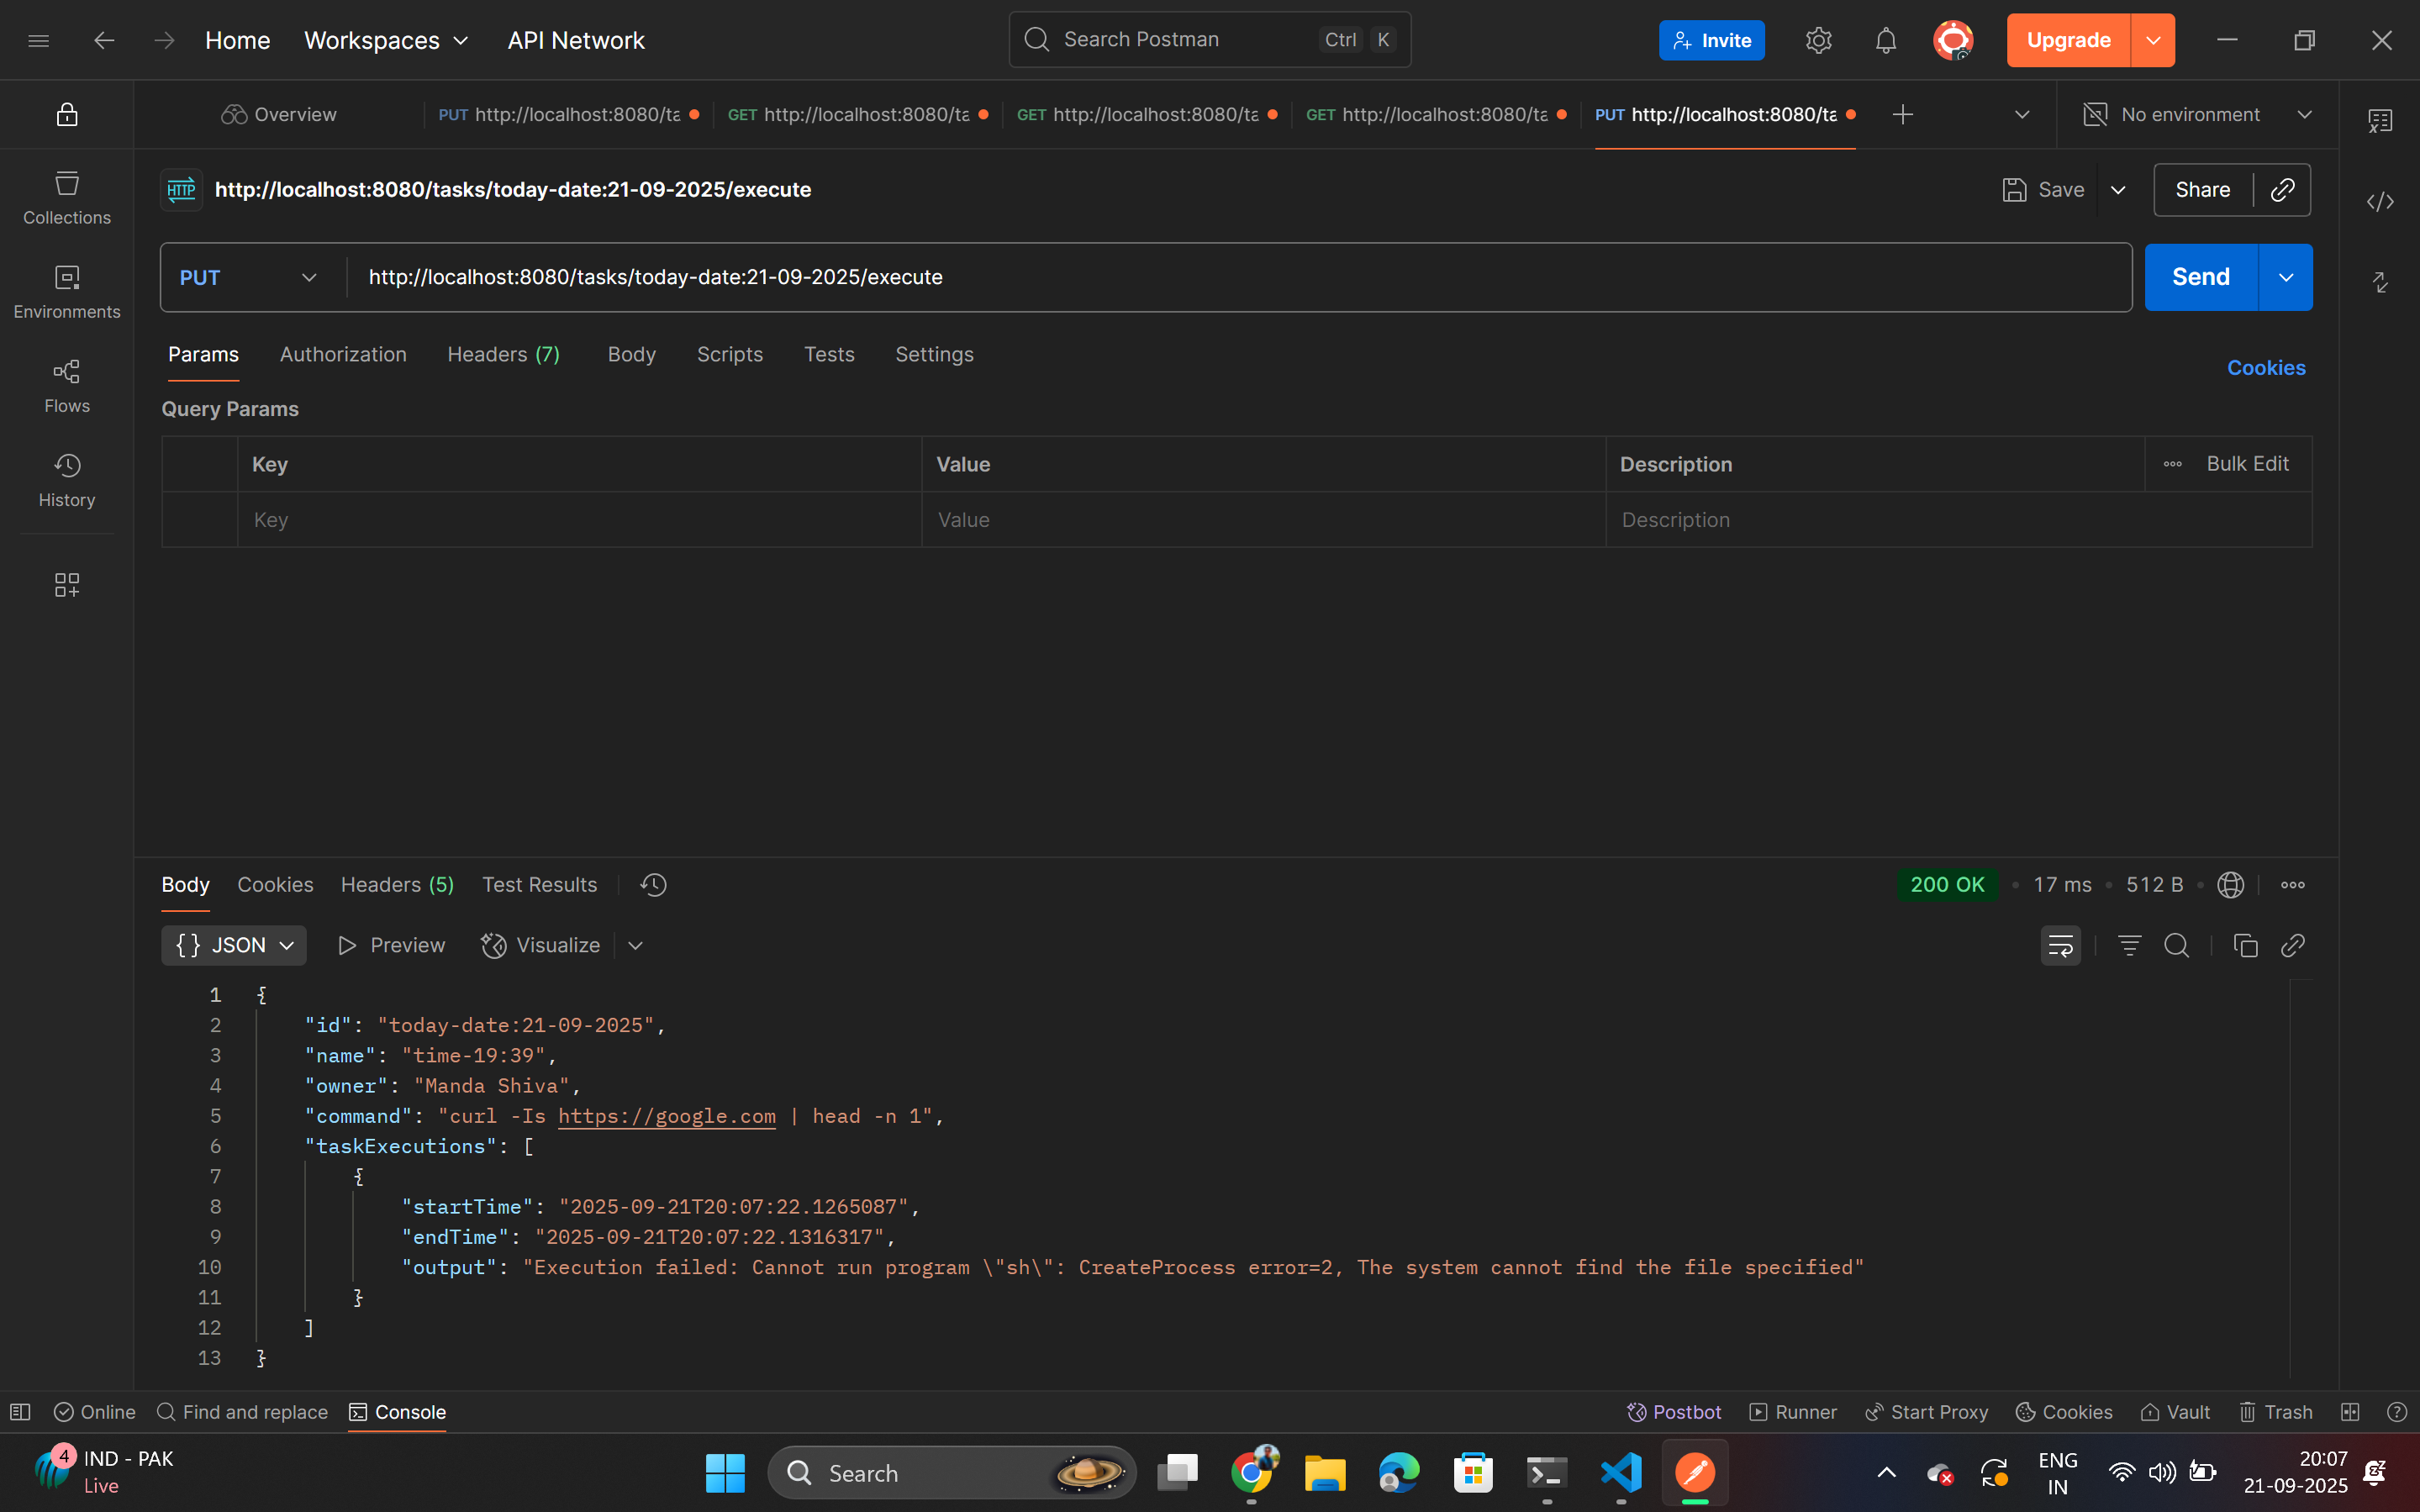 Home Workspaces API Network Search Postman Ctrl K Invite Upgrade
Overview PUT http://localhost:8080/ta GET http://localhost:8080/ta GET http://localhost:8080/ta GET http://localhost:8080/ta PUT http://localhost:8080/ta No environment
HTTP http://localhost:8080/tasks/today-date:21-09-2025/execute Save Share
Collections
PUT http://localhost:8080/tasks/today-date:21-09-2025/execute Send
Environments
Params Authorization Headers (7) Body Scripts Tests Settings Cookies
Flows
Query Params
Key Value Description Bulk Edit
History
Key Value Description
Body Cookies Headers (5) Test Results 200 OK • 17 ms • 512 B •
{} JSON Preview Visualize
1 {
2 "id": "today-date:21-09-2025",
3 "name": "time-19:39",
4 "owner": "Manda Shiva",
5 "command": "curl -Is https://google.com | head -n 1",
6 "taskExecutions": [
7 {
8 "startTime": "2025-09-21T20:07:22.1265087",
9 "endTime": "2025-09-21T20:07:22.1316317",
10 "output": "Execution failed: Cannot run program \"sh\": CreateProcess error=2, The system cannot find the file specified"
11 }
12 ]
13 }
Online Find and replace Console Postbot Runner Start Proxy Cookies Vault Trash
4 IND - PAK
Live
Search
ENG
IN
20:07
21-09-2025